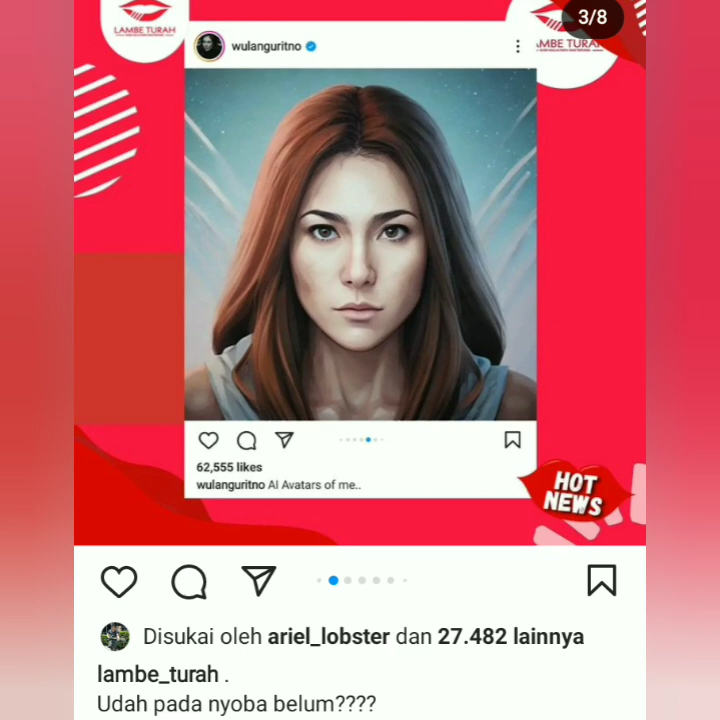 LAMBE TURAH
wulanguritno
3/8
AMBE TURAH
62,555 likes
wulanguritno AI Avatars of me..
HOT
NEWS
Disukai oleh ariel_lobster dan 27.482 lainnya
lambe_turah .
Udah pada nyoba belum????